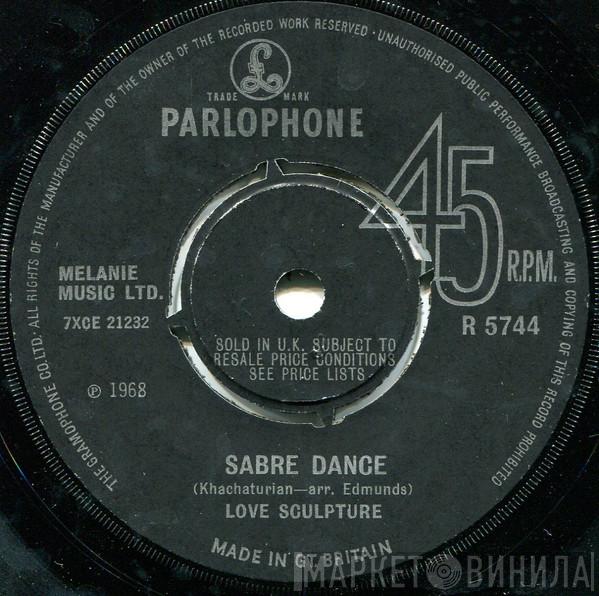 THE GRAMOPHONE CO. LTD. ALL RIGHTS OF THE MANUFACTURER AND OF THE OWNER OF THE RECORDED WORK RESERVED · UNAUTHORISED PUBLIC PERFORMANCE BROADCASTING AND COPYING OF THIS RECORD PROHIBITED
£
TRADE MARK
PARLOPHONE
45
R.P.M.
MELANIE
MUSIC LTD.
7XCE 21232
R 5744
SOLD IN U.K. SUBJECT TO
RESALE PRICE CONDITIONS
SEE PRICE LISTS
℗ 1968
SABRE DANCE
(Khachaturian—arr. Edmunds)
LOVE SCULPTURE
MADE IN GT. BRITAIN
МАРКЕТ ВИНИЛА